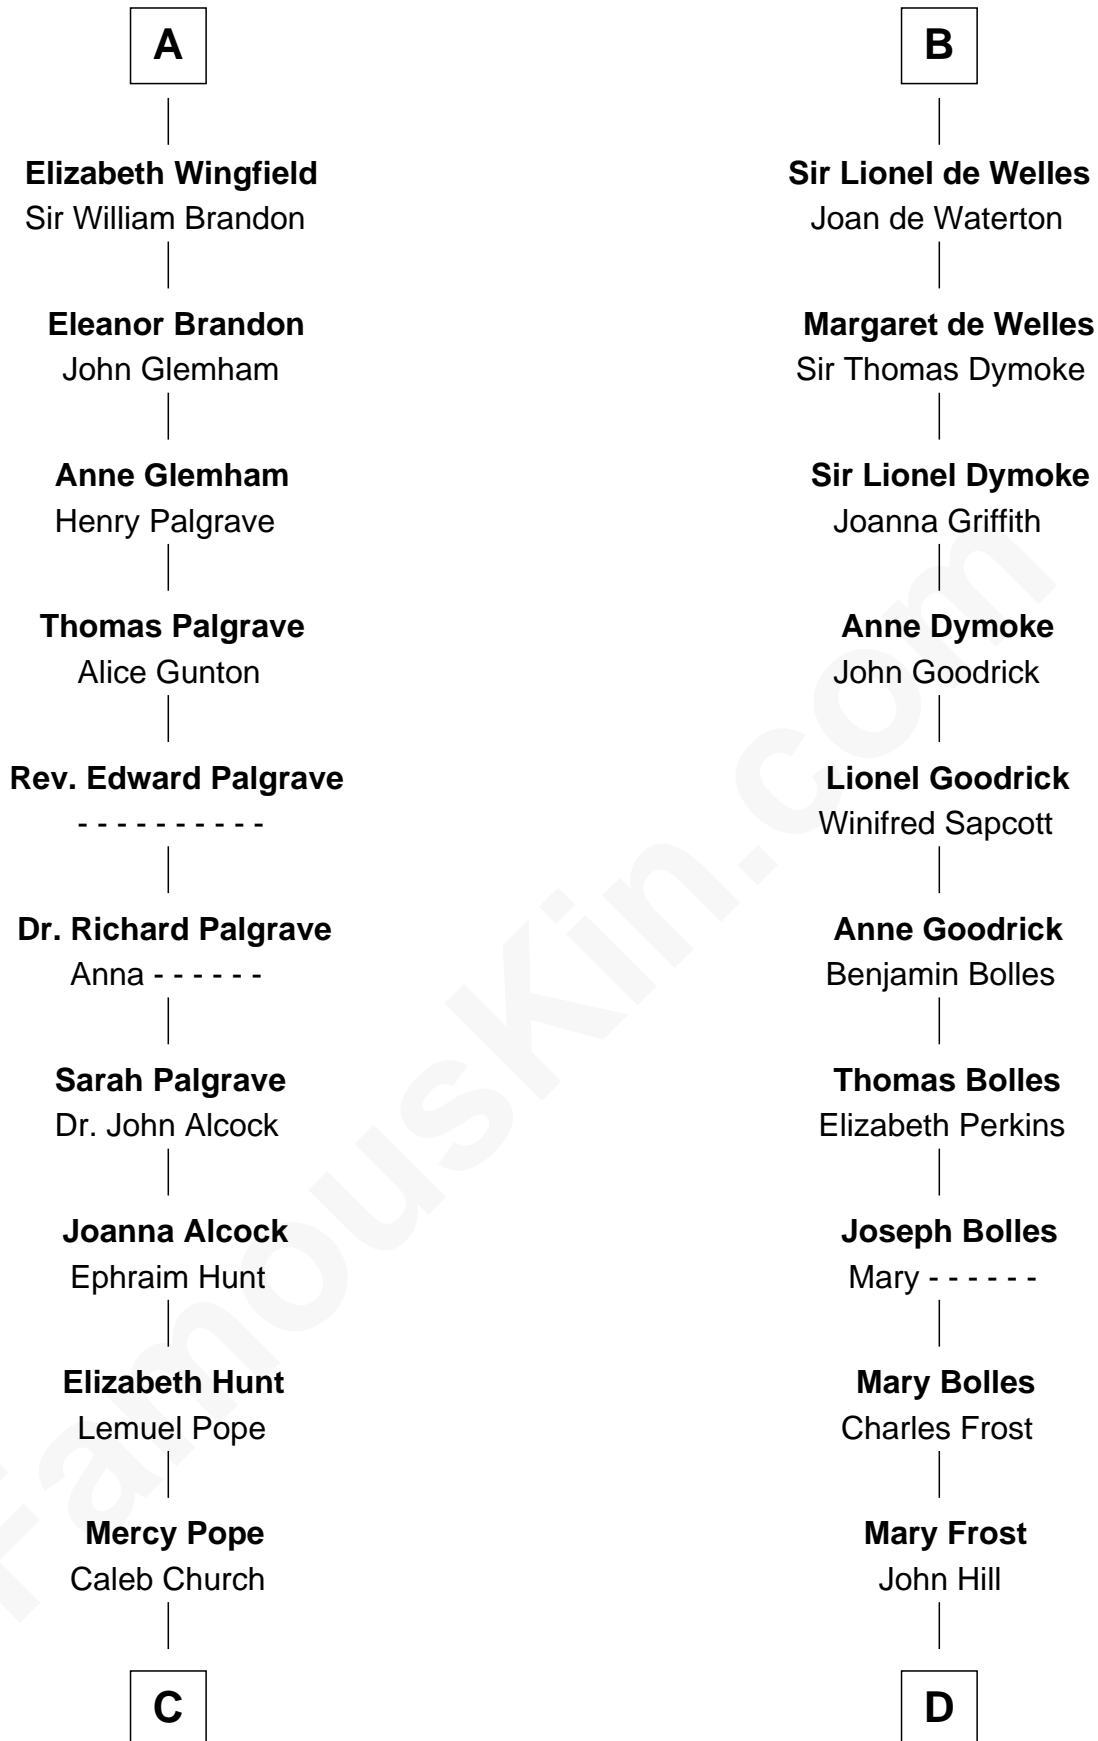 A
Elizabeth Wingfield
Sir William Brandon
Eleanor Brandon
John Glemham
Anne Glemham
Henry Palgrave
Thomas Palgrave
Alice Gunton
Rev. Edward Palgrave
- - - - - - - - - -
Dr. Richard Palgrave
Anna - - - - - -
Sarah Palgrave
Dr. John Alcock
Joanna Alcock
Ephraim Hunt
Elizabeth Hunt
Lemuel Pope
Mercy Pope
Caleb Church
C
B
Sir Lionel de Welles
Joan de Waterton
Margaret de Welles
Sir Thomas Dymoke
Sir Lionel Dymoke
Joanna Griffith
Anne Dymoke
John Goodrick
Lionel Goodrick
Winifred Sapcott
Anne Goodrick
Benjamin Bolles
Thomas Bolles
Elizabeth Perkins
Joseph Bolles
Mary - - - - - -
Mary Bolles
Charles Frost
Mary Frost
John Hill
D
FamousKin.com